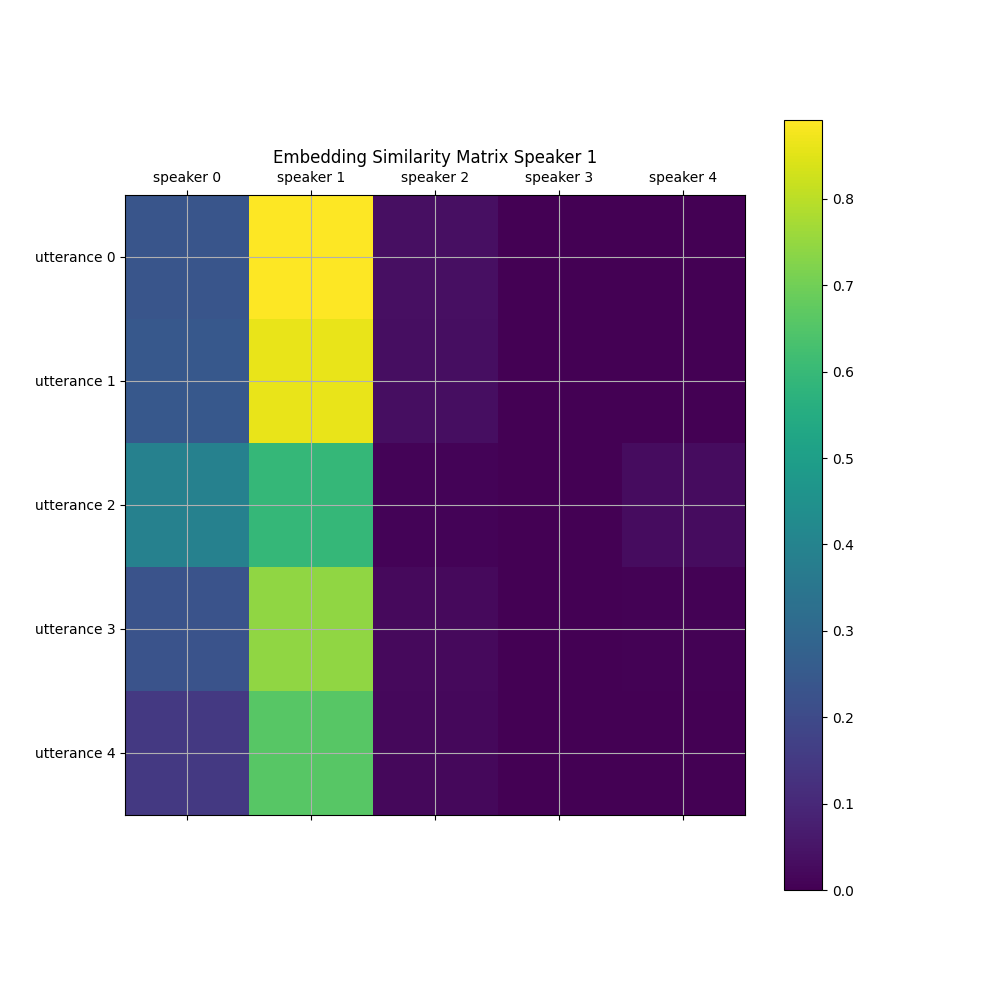 Embedding Similarity Matrix Speaker 1
speaker 0 speaker 1 speaker 2 speaker 3 speaker 4
utterance 0
utterance 1
utterance 2
utterance 3
utterance 4
0.8
0.7
0.6
0.5
0.4
0.3
0.2
0.1
0.0